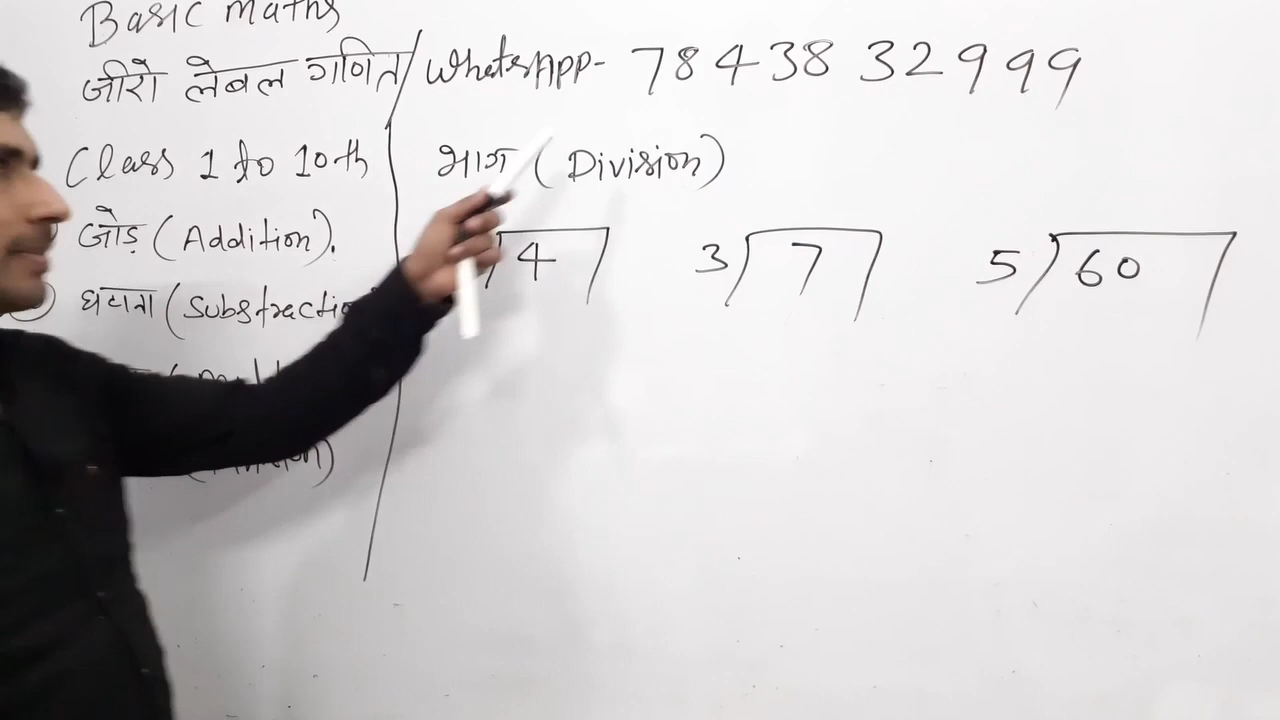 Basic Maths
जीरो लेबल गणित/WhatsApp- 78438 32999
Class 1 to 10th
भाग (Division)
जोड़ (Addition).
4
3 7
5 60
घटाना (Substractio